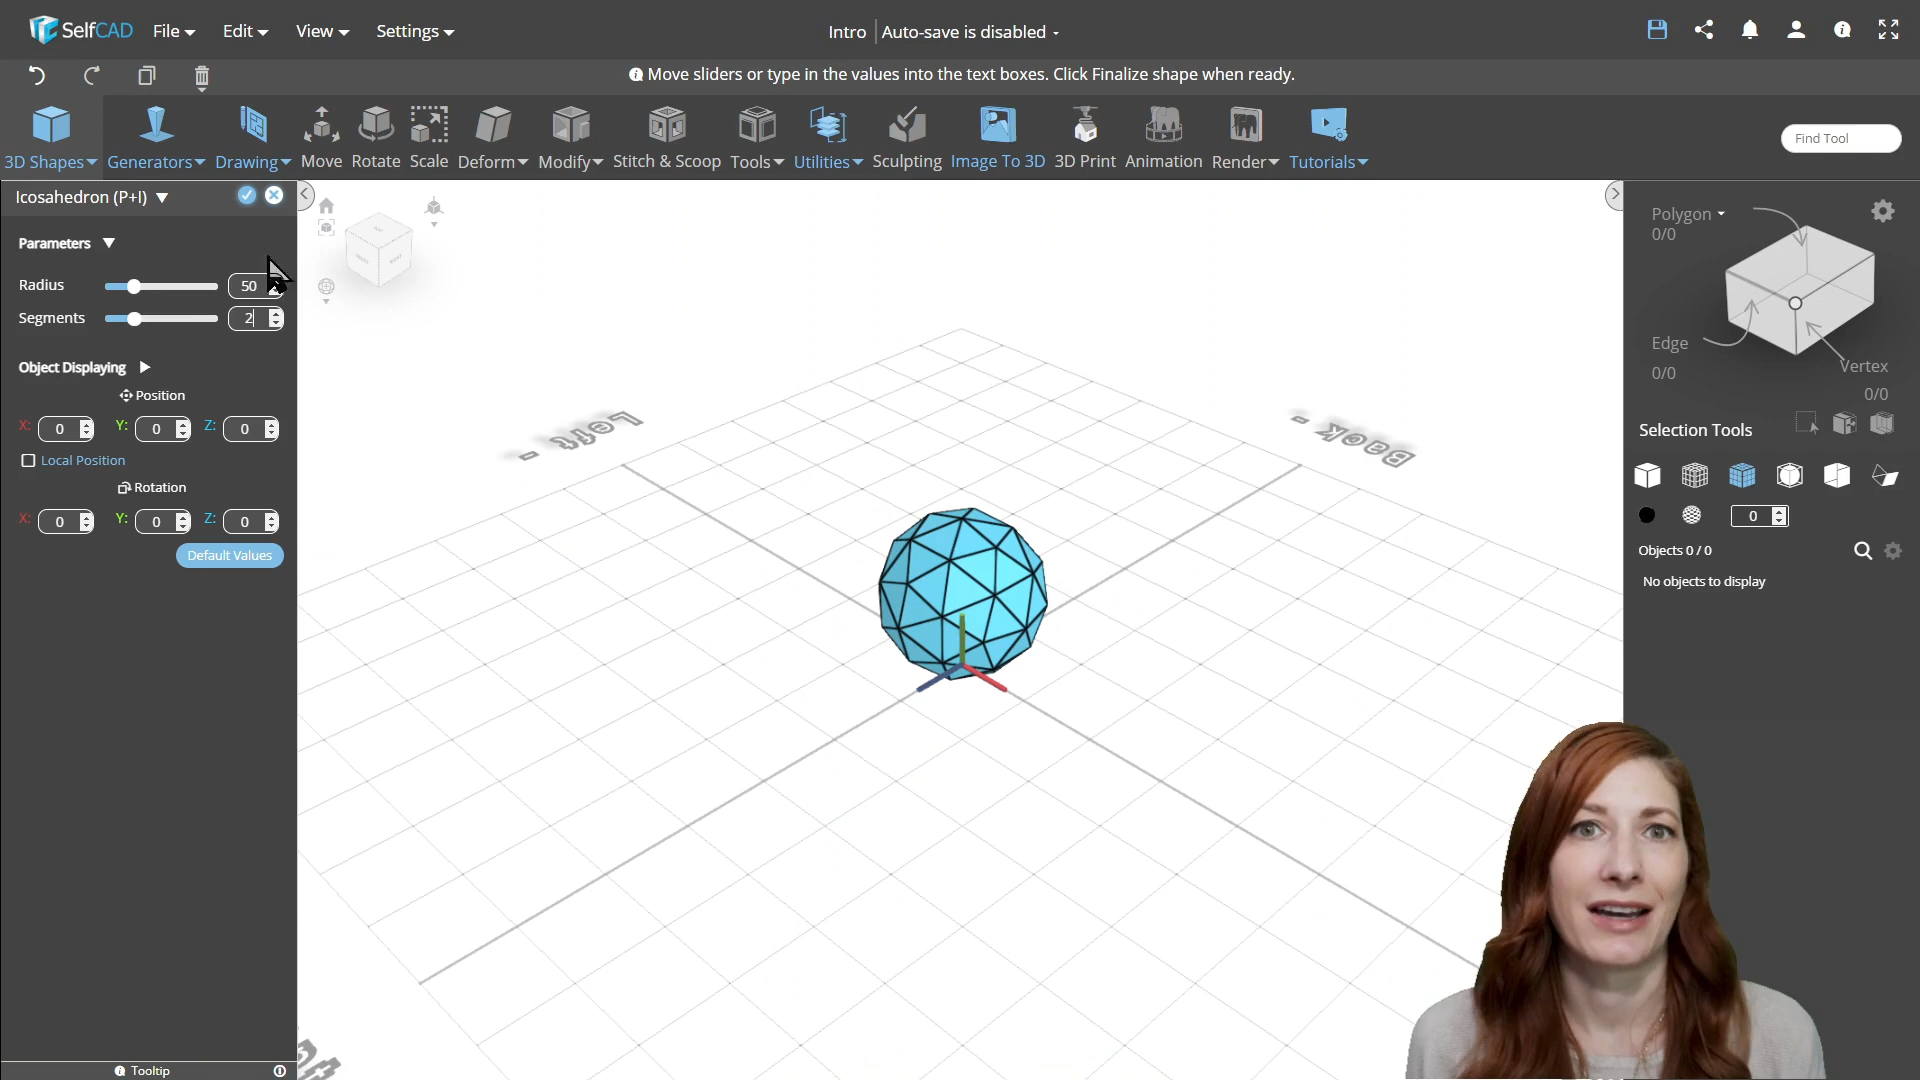 SelfCAD File Edit View Settings Intro Auto-save is disabled
Move sliders or type in the values into the text boxes. Click Finalize shape when ready.
3D Shapes Generators Drawing Move Rotate Scale Deform Modify Stitch & Scoop Tools Utilities Sculpting Image To 3D 3D Print Animation Render Tutorials Find Tool
Icosahedron (P+I)
Parameters
Radius 50
Segments 2
Object Displaying
Position
X: 0 Y: 0 Z: 0
Local Position
Rotation
X: 0 Y: 0 Z: 0
Default Values
Tooltip
Left -
Back -
Polygon
0/0
Edge
0/0
Vertex
0/0
Selection Tools
0
Objects 0 / 0
No objects to display